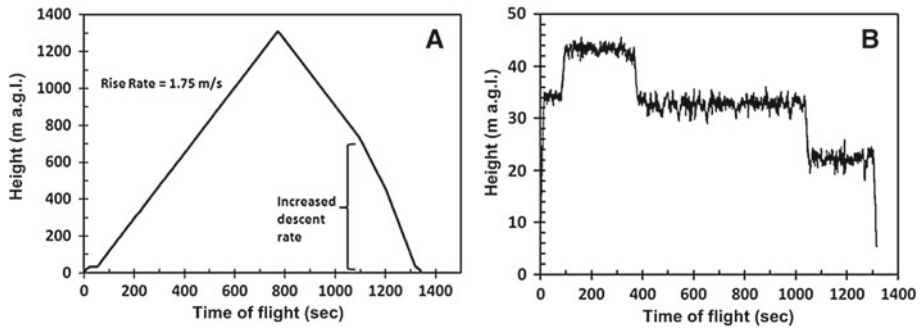 1400
1200
1000
800
600
400
200
0
Height (m a.g.l.)
A
Rise Rate = 1.75 m/s
Increased
descent
rate
0 200 400 600 800 1000 1200 1400
Time of flight (sec)
50
40
30
20
10
0
Height (m a.g.l.)
B
0 200 400 600 800 1000 1200 1400
Time of flight (sec)